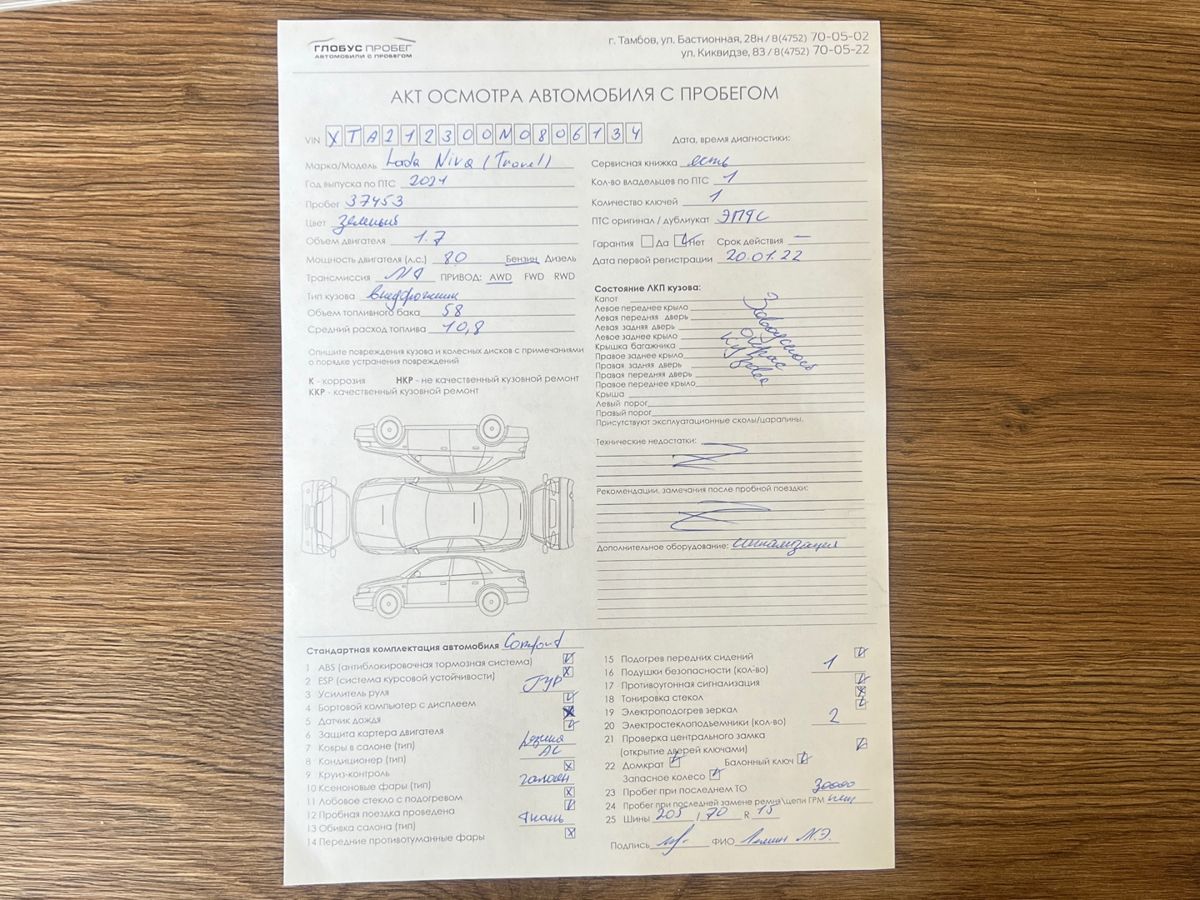 ГЛОБУС ПРОБЕГ
АВТОМОБИЛИ С ПРОБЕГОМ
г. Тамбов, ул. Бастионная, 28н / 8(4752) 70-05-02
ул. Киквидзе, 83 / 8(4752) 70-05-22
АКТ ОСМОТРА АВТОМОБИЛЯ С ПРОБЕГОМ
VIN XTA212300N0806134
Дата, время диагностики:
Марка/Модель Lada Niva (Travel)
Год выпуска по ПТС 2021
Пробег 37453
Цвет Зеленый
Объем двигателя 1.7
Мощность двигателя (л.с.) 80 Бензин Дизель
Трансмиссия ПРИВОД: AWD FWD RWD
Тип кузова внедорожник
Объем топливного бака 58
Средний расход топлива 10,8
Сервисная книжка есть
Кол-во владельцев по ПТС 1
Количество ключей 1
ПТС оригинал / дубликат ЭПТС
Гарантия Да Нет Срок действия —
Дата первой регистрации 20.01.22
Опишите повреждения кузова и колесных дисков с примечаниями
о порядке устранения повреждений
К - коррозия НКР - не качественный кузовной ремонт
ККР - качественный кузовной ремонт
Состояние ЛКП кузова:
Капот
Левое переднее крыло
Левая передняя дверь
Левая задняя дверь
Левое заднее крыло
Крышка багажника
Правое заднее крыло
Правая задняя дверь
Правая передняя дверь
Правое переднее крыло
Крыша
Левый порог
Правый порог
Заводской
окрас
кузова
Присутствуют эксплуатационные сколы/царапины.
Технические недостатки:
Рекомендации, замечания после пробной поездки:
Дополнительное оборудование: сигнализация
Стандартная комплектация автомобиля Comfort
1 ABS (антиблокировочная тормозная система)
2 ESP (система курсовой устойчивости)
3 Усилитель руля ГУР
4 Бортовой компьютер с дисплеем
5 Датчик дождя
6 Защита картера двигателя
7 Ковры в салоне (тип) Резина
8 Кондиционер (тип) АС
9 Круиз-контроль
10 Ксеноновые фары (тип) галоген
11 Лобовое стекло с подогревом
12 Пробная поездка проведена
13 Обивка салона (тип) Ткань
14 Передние противотуманные фары
15 Подогрев передних сидений
16 Подушки безопасности (кол-во) 1
17 Противоугонная сигнализация
18 Тонировка стекол
19 Электроподогрев зеркал
20 Электростеклоподъемники (кол-во) 2
21 Проверка центрального замка
(открытие дверей ключами)
22 Домкрат Балонный ключ
Запасное колесо
23 Пробег при последнем ТО 30000
24 Пробег при последней замене ремня\цепи ГРМ нет
25 Шины 205 / 70 R 15
Подпись ФИО